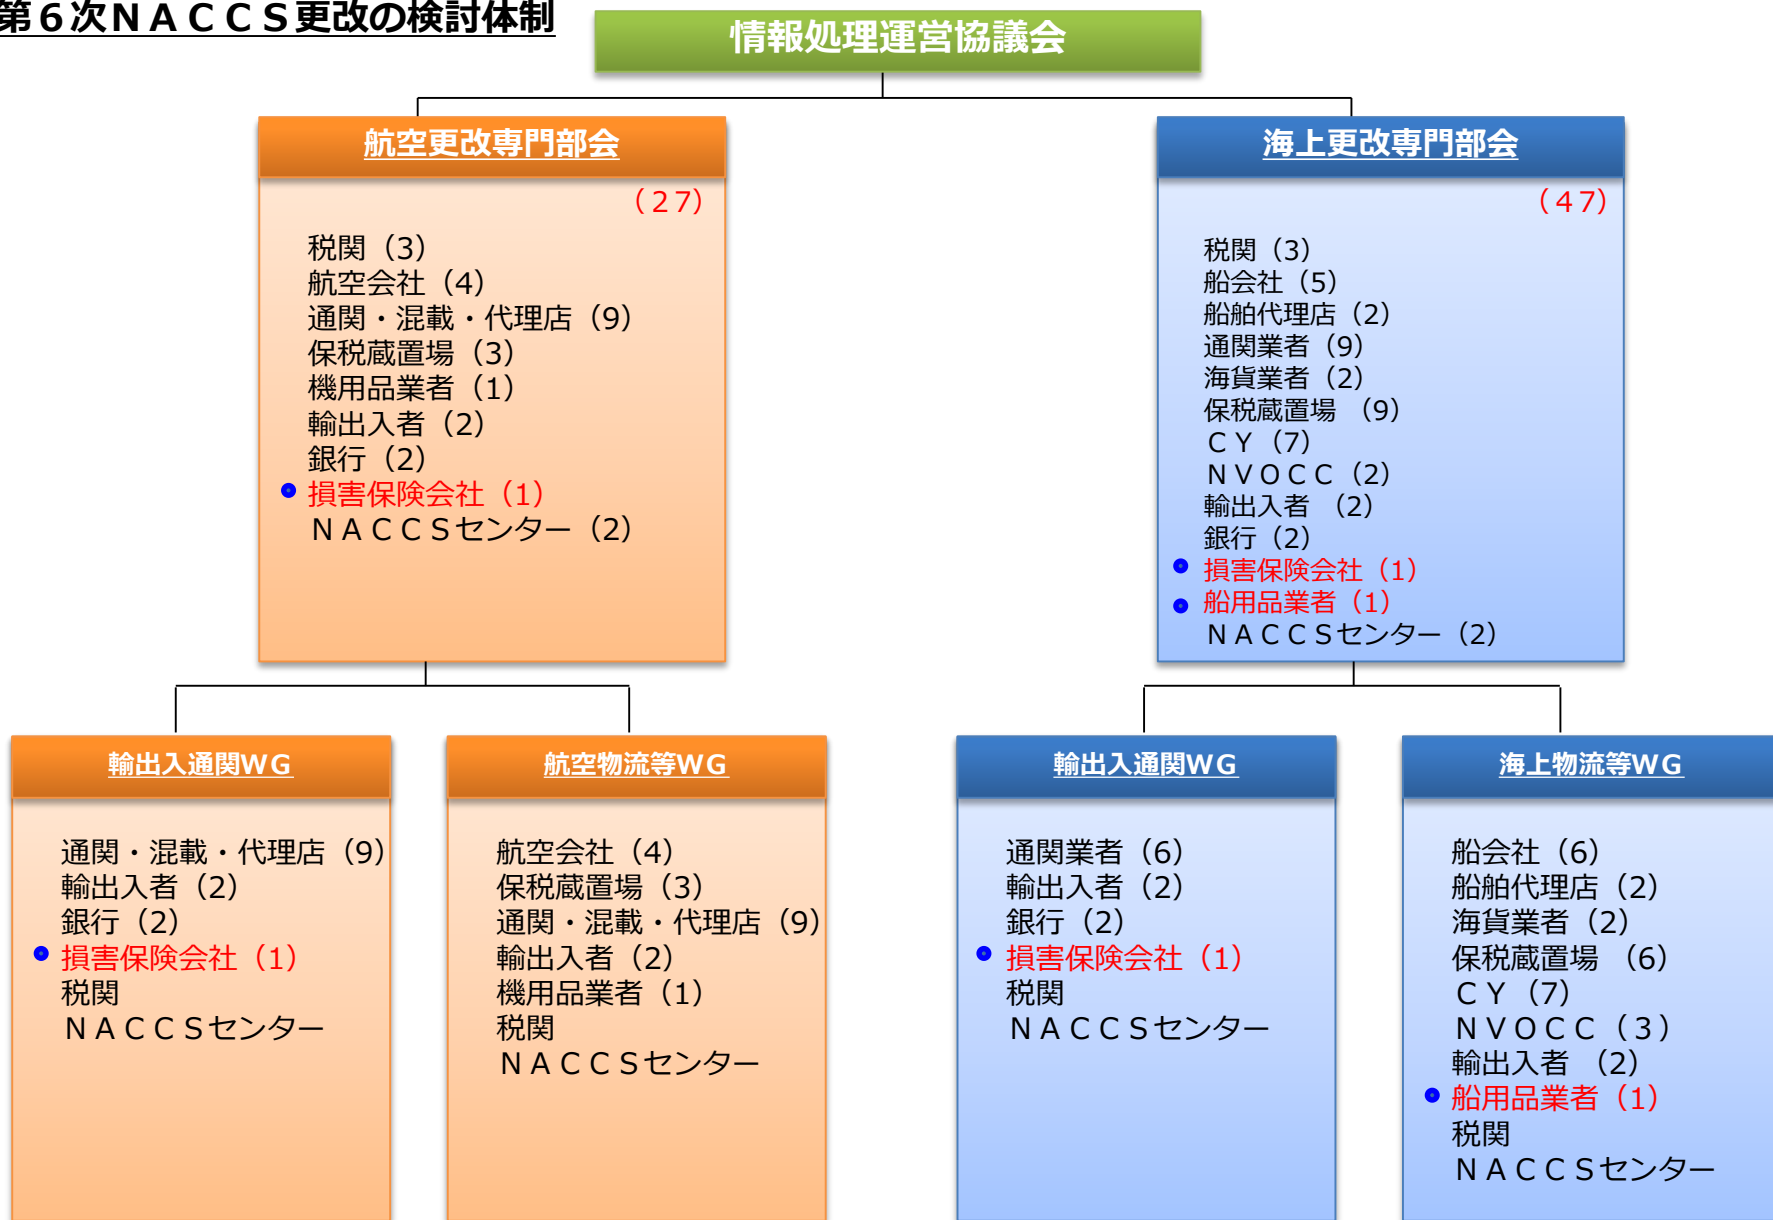 第６次ＮＡＣＣＳ更改の検討体制
情報処理運営協議会
航空更改専門部会
（２７）
税関（3）
航空会社（4）
通関・混載・代理店（9）
保税蔵置場（3）
機用品業者（1）
輸出入者（2）
銀行（2）
損害保険会社（1）
ＮＡＣＣＳセンター（2）
海上更改専門部会
（４７）
税関（3）
船会社（5）
船舶代理店（2）
通関業者（9）
海貨業者（2）
保税蔵置場 （9）
ＣＹ（7）
ＮＶＯＣＣ（2）
輸出入者 （2）
銀行（2）
損害保険会社（1）
船用品業者（1）
ＮＡＣＣＳセンター（2）
輸出入通関ＷＧ
通関・混載・代理店（9）
輸出入者（2）
銀行（2）
損害保険会社（1）
税関
ＮＡＣＣＳセンター
航空物流等ＷＧ
航空会社（4）
保税蔵置場（3）
通関・混載・代理店（9）
輸出入者（2）
機用品業者（1）
税関
ＮＡＣＣＳセンター
輸出入通関ＷＧ
通関業者（6）
輸出入者（2）
銀行（2）
損害保険会社（1）
税関
ＮＡＣＣＳセンター
海上物流等ＷＧ
船会社（6）
船舶代理店（2）
海貨業者（2）
保税蔵置場 （6）
ＣＹ（7）
ＮＶＯＣＣ（３）
輸出入者 （2）
船用品業者（1）
税関
ＮＡＣＣＳセンター